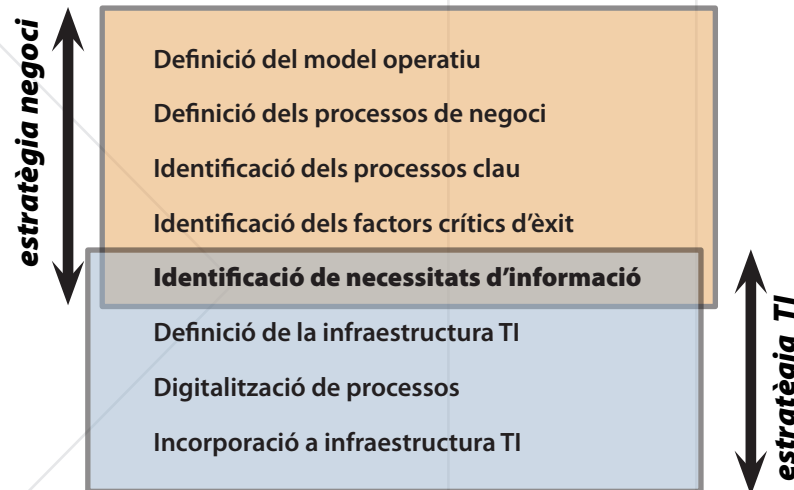 estratègia negoci
Definició del model operatiu
Definició dels processos de negoci
Identificació dels processos clau
Identificació dels factors crítics d'èxit
Identificació de necessitats d'informació
Definició de la infraestructura TI
Digitalització de processos
Incorporació a infraestructura TI
estratègia TI